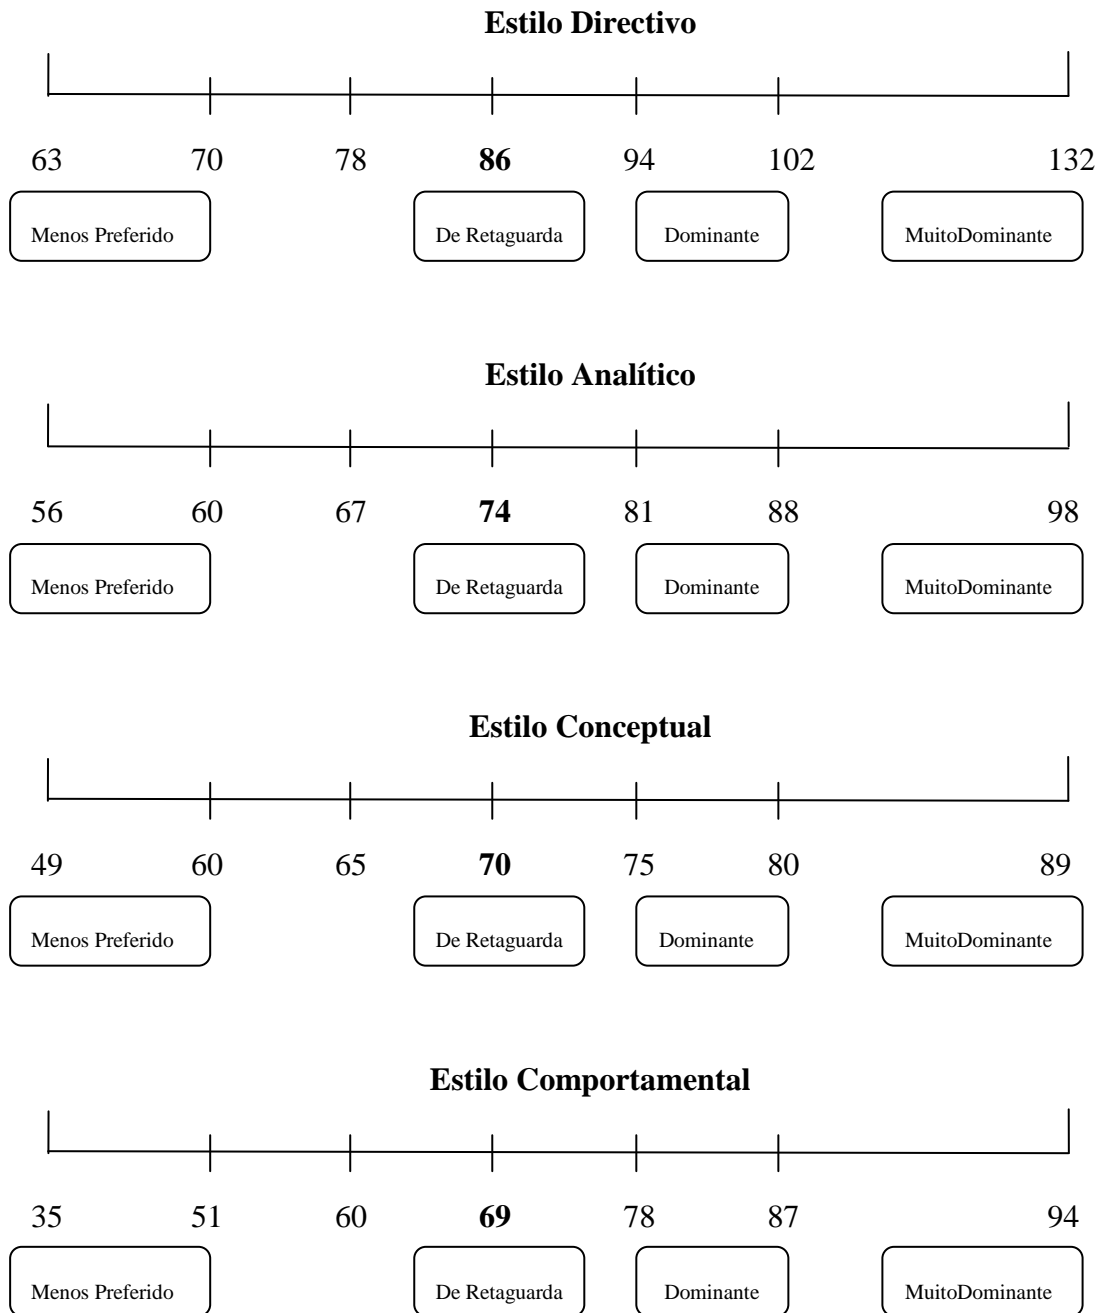 Estilo Directivo
63 70 78 86 94 102 132
Menos Preferido De Retaguarda Dominante MuitoDominante
Estilo Analítico
56 60 67 74 81 88 98
Menos Preferido De Retaguarda Dominante MuitoDominante
Estilo Conceptual
49 60 65 70 75 80 89
Menos Preferido De Retaguarda Dominante MuitoDominante
Estilo Comportamental
35 51 60 69 78 87 94
Menos Preferido De Retaguarda Dominante MuitoDominante